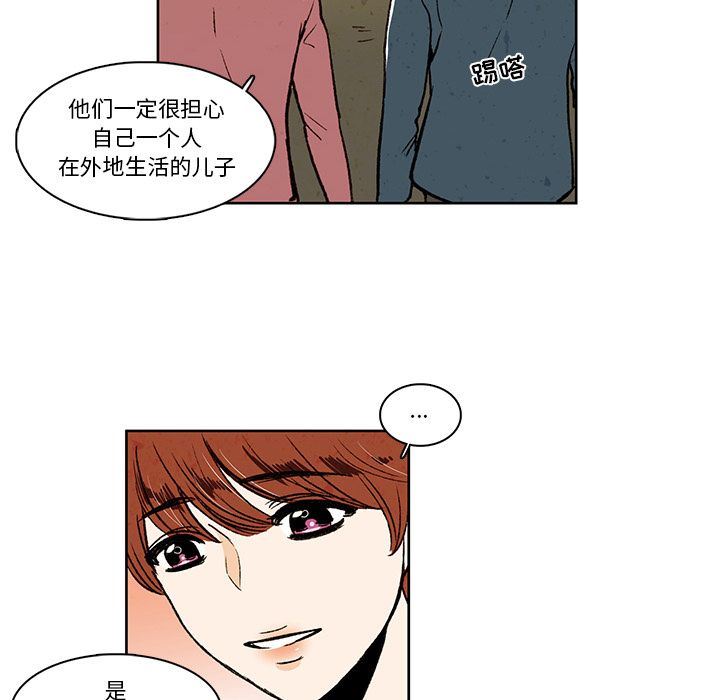 踢嗒
他们一定很担心
自己一个人
在外地生活的儿子
...
是